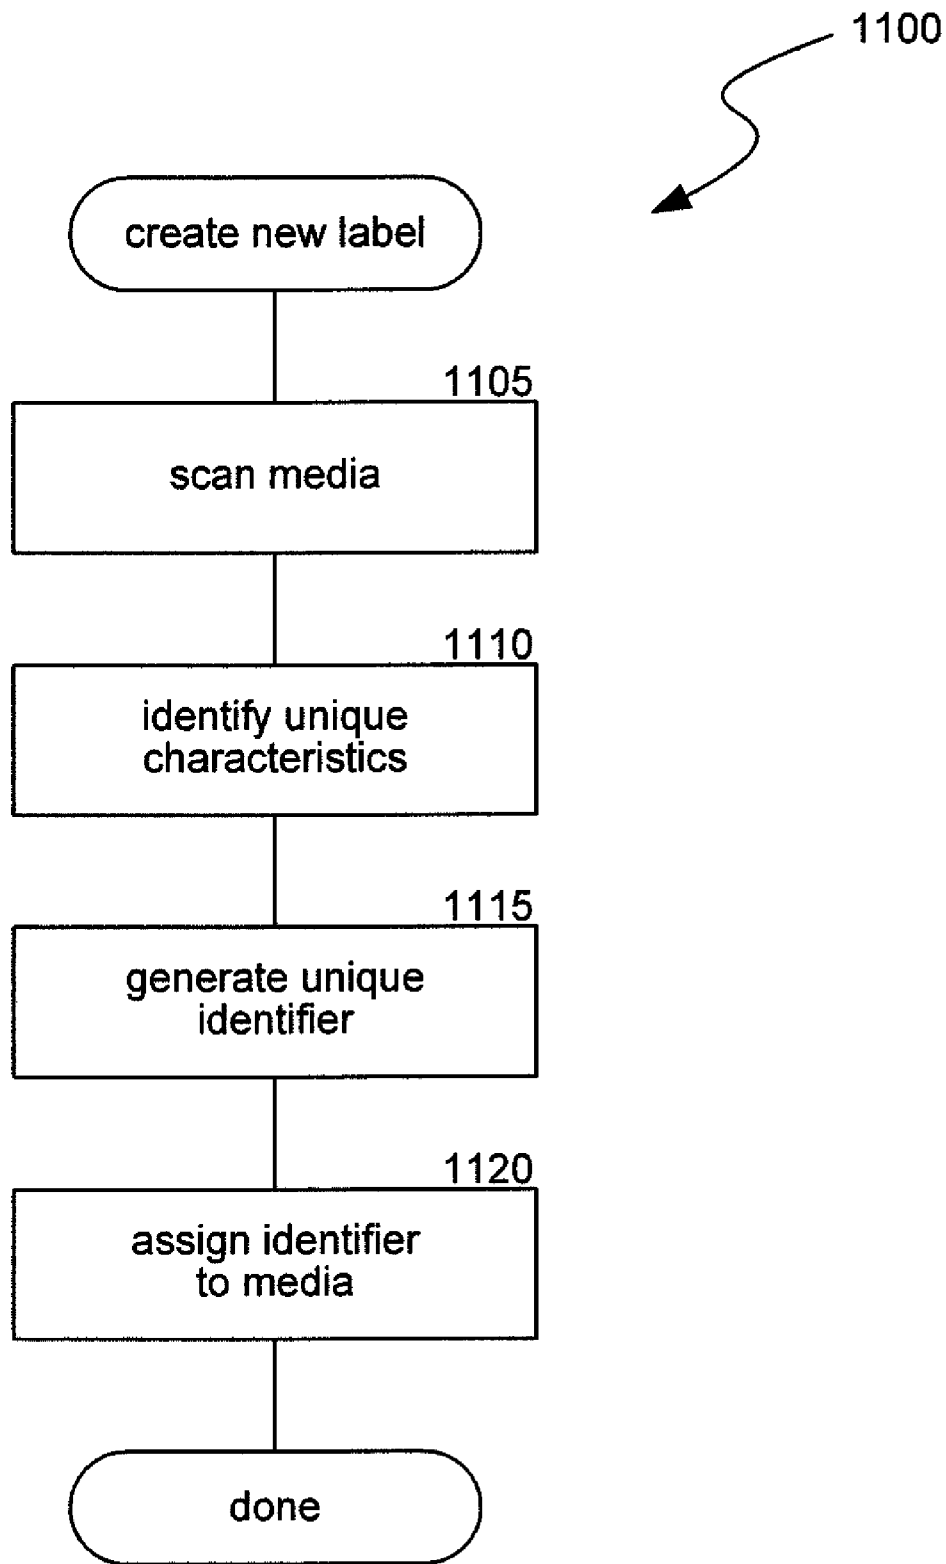 1100
create new label
1105
scan media
1110
identify unique
characteristics
1115
generate unique
identifier
1120
assign identifier
to media
done